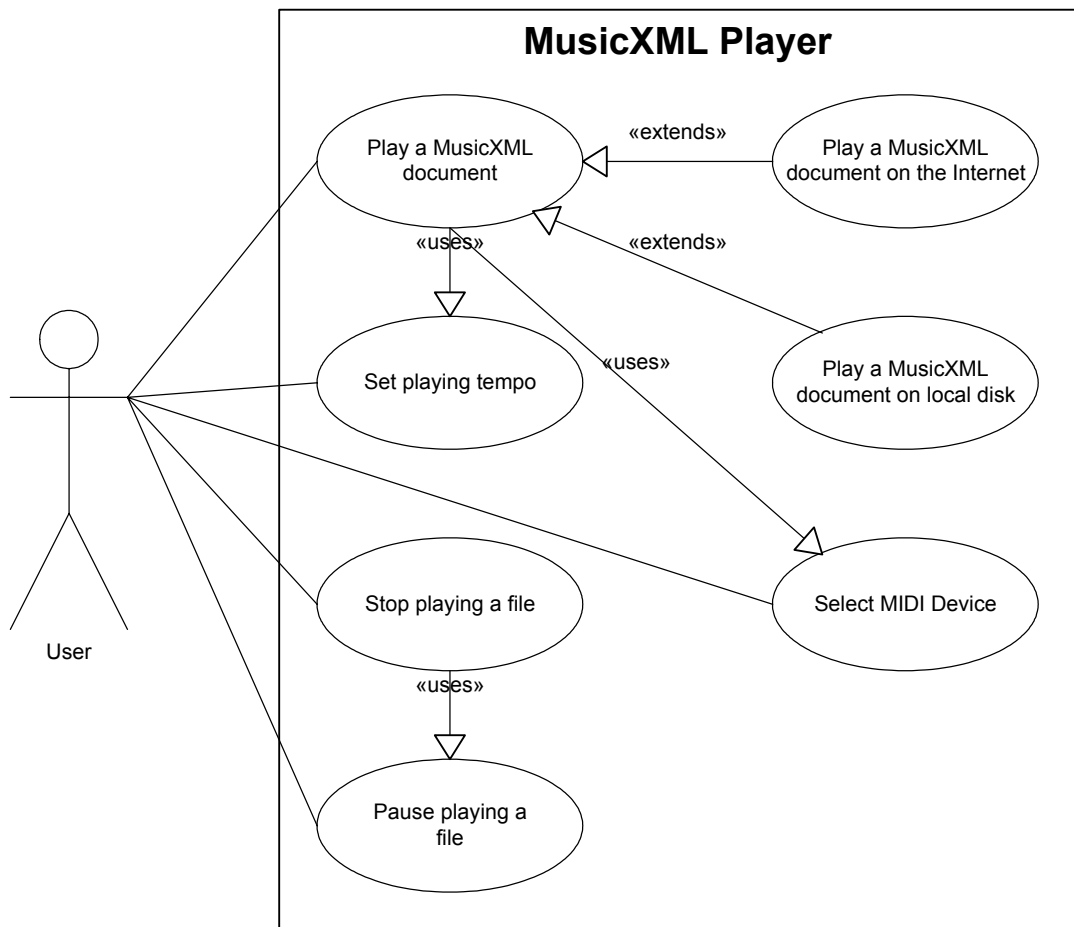 MusicXML Player
Play a MusicXML
document
«extends»
Play a MusicXML
document on the Internet
«uses»
«extends»
Set playing tempo
«uses»
Play a MusicXML
document on local disk
Stop playing a file
Select MIDI Device
User
«uses»
Pause playing a
file